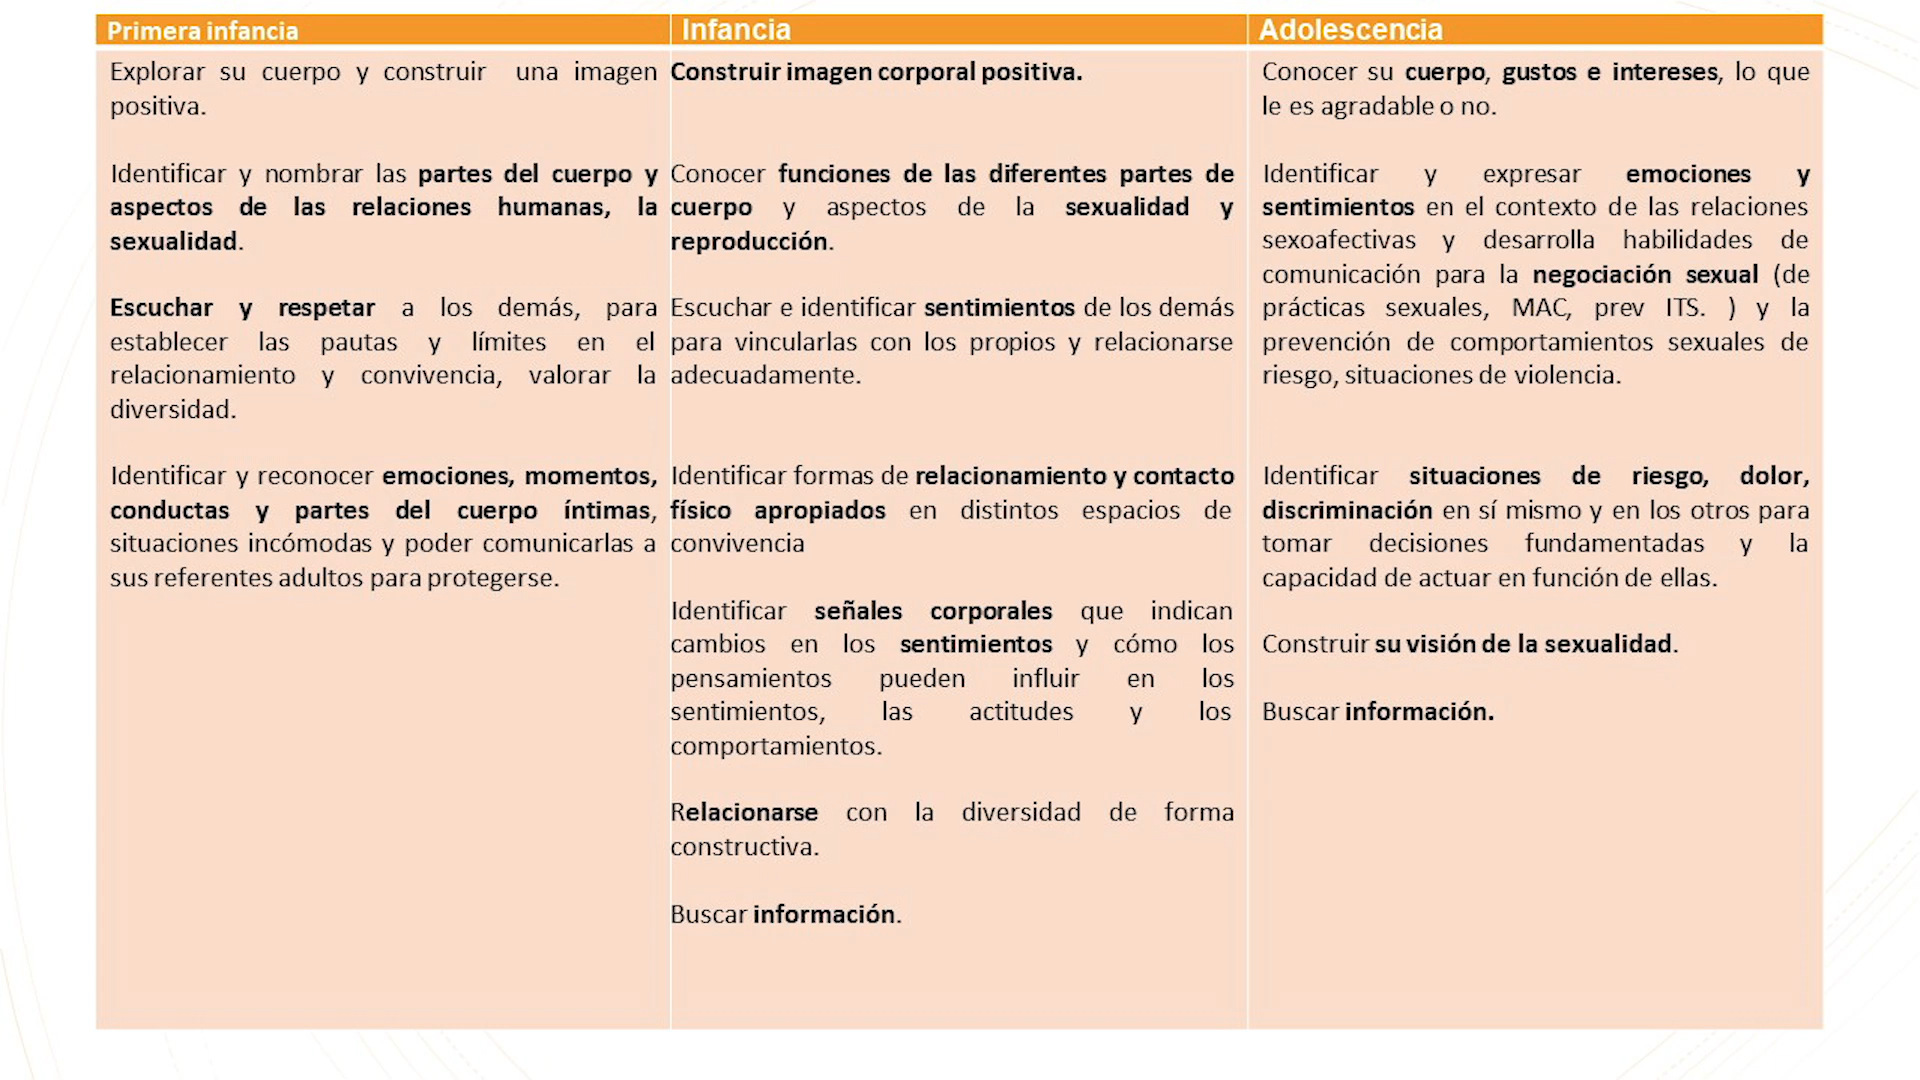 Primera infancia
Explorar su cuerpo y construir una imagen
positiva.
Identificar y nombrar las partes del cuerpo y
aspectos de las relaciones humanas, la
sexualidad.
Escuchar y respetar a los demás, para
establecer las pautas y límites en el
relacionamiento y convivencia, valorar la
diversidad.
Identificar y reconocer emociones, momentos,
conductas y partes del cuerpo íntimas,
situaciones incómodas y poder comunicarlas a
sus referentes adultos para protegerse.
Infancia
Construir imagen corporal positiva.
Conocer funciones de las diferentes partes de
cuerpo y aspectos de la sexualidad y
reproducción.
Escuchar e identificar sentimientos de los demás
para vincularlas con los propios y relacionarse
adecuadamente.
Identificar formas de relacionamiento y contacto
físico apropiados en distintos espacios de
convivencia
Identificar señales corporales que indican
cambios en los sentimientos y cómo los
pensamientos pueden influir en los
sentimientos, las actitudes y los
comportamientos.
Relacionarse con la diversidad de forma
constructiva.
Buscar información.
Adolescencia
Conocer su cuerpo, gustos e intereses, lo que
le es agradable o no.
Identificar y expresar emociones y
sentimientos en el contexto de las relaciones
sexoafectivas y desarrolla habilidades de
comunicación para la negociación sexual (de
prácticas sexuales, MAC, prev ITS. ) y la
prevención de comportamientos sexuales de
riesgo, situaciones de violencia.
Identificar situaciones de riesgo, dolor,
discriminación en sí mismo y en los otros para
tomar decisiones fundamentadas y la
capacidad de actuar en función de ellas.
Construir su visión de la sexualidad.
Buscar información.